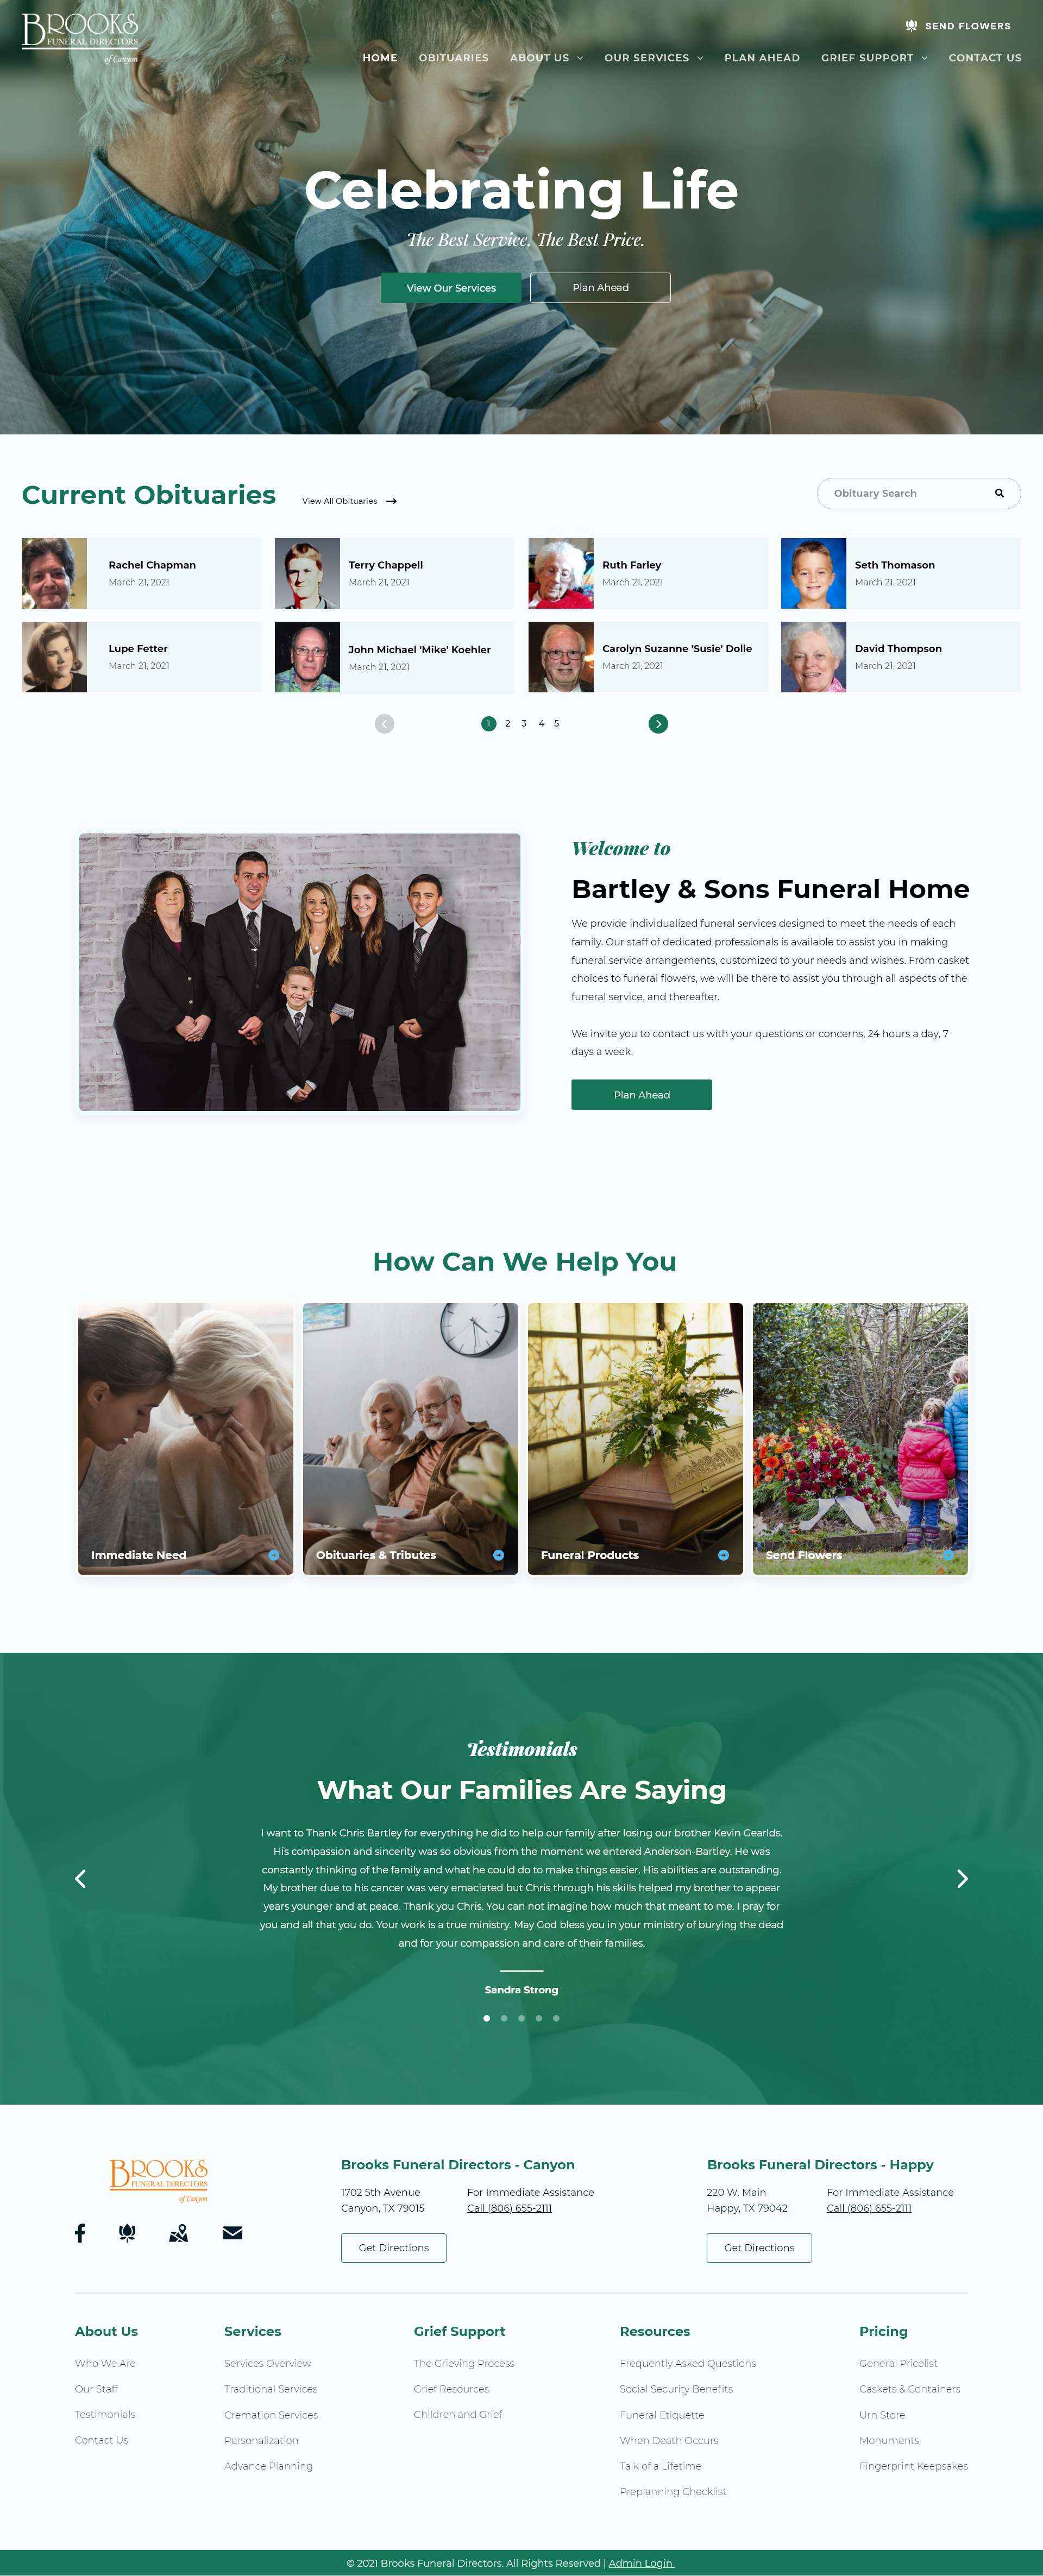 BROOKS
FUNERAL DIRECTORS
of Canyon
SEND FLOWERS
HOME OBITUARIES ABOUT US OUR SERVICES PLAN AHEAD GRIEF SUPPORT CONTACT US
Celebrating Life
The Best Service, The Best Price.
View Our Services
Plan Ahead
Current Obituaries
View All Obituaries
Obituary Search
Rachel Chapman
March 21, 2021
Terry Chappell
March 21, 2021
Ruth Farley
March 21, 2021
Seth Thomason
March 21, 2021
Lupe Fetter
March 21, 2021
John Michael 'Mike' Koehler
March 21, 2021
Carolyn Suzanne 'Susie' Dolle
March 21, 2021
David Thompson
March 21, 2021
1 2 3 4 5
Welcome to
Bartley & Sons Funeral Home
We provide individualized funeral services designed to meet the needs of each
family. Our staff of dedicated professionals is available to assist you in making
funeral service arrangements, customized to your needs and wishes. From casket
choices to funeral flowers, we will be there to assist you through all aspects of the
funeral service, and thereafter.
We invite you to contact us with your questions or concerns, 24 hours a day, 7
days a week.
Plan Ahead
How Can We Help You
Immediate Need
Obituaries & Tributes
Funeral Products
Send Flowers
Testimonials
What Our Families Are Saying
I want to Thank Chris Bartley for everything he did to help our family after losing our brother Kevin Gearlds.
His compassion and sincerity was so obvious from the moment we entered Anderson-Bartley. He was
constantly thinking of the family and what he could do to make things easier. His abilities are outstanding.
My brother due to his cancer was very emaciated but Chris through his skills helped my brother to appear
years younger and at peace. Thank you Chris. You can not imagine how much that meant to me. I pray for
you and all that you do. Your work is a true ministry. May God bless you in your ministry of burying the dead
and for your compassion and care of their families.
Sandra Strong
BROOKS
FUNERAL DIRECTORS
of Canyon
Brooks Funeral Directors - Canyon
1702 5th Avenue
Canyon, TX 79015
For Immediate Assistance
Call (806) 655-2111
Get Directions
Brooks Funeral Directors - Happy
220 W. Main
Happy, TX 79042
For Immediate Assistance
Call (806) 655-2111
Get Directions
About Us
Who We Are
Our Staff
Testimonials
Contact Us
Services
Services Overview
Traditional Services
Cremation Services
Personalization
Advance Planning
Grief Support
The Grieving Process
Grief Resources
Children and Grief
Resources
Frequently Asked Questions
Social Security Benefits
Funeral Etiquette
When Death Occurs
Talk of a Lifetime
Preplanning Checklist
Pricing
General Pricelist
Caskets & Containers
Urn Store
Monuments
Fingerprint Keepsakes
© 2021 Brooks Funeral Directors. All Rights Reserved | Admin Login